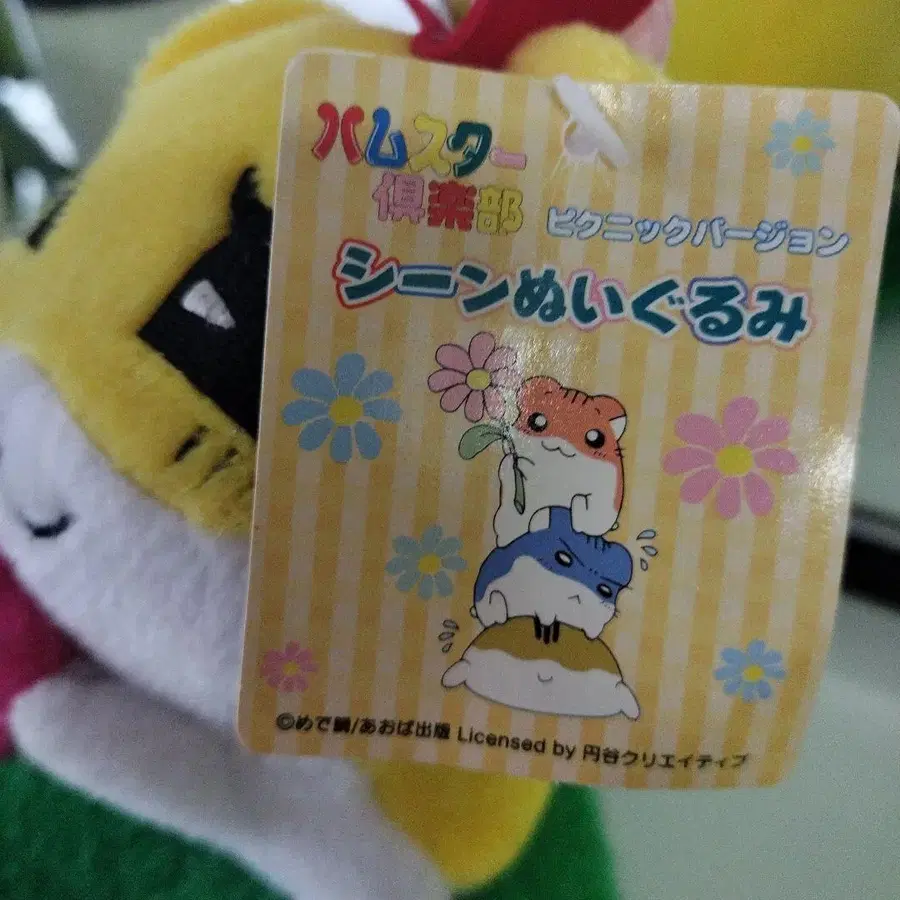 ハムスター
倶楽部 ピクニックバージョン
シーンぬいぐるみ
©めで鯛/あおば出版 Licensed by 円谷クリエイティブ